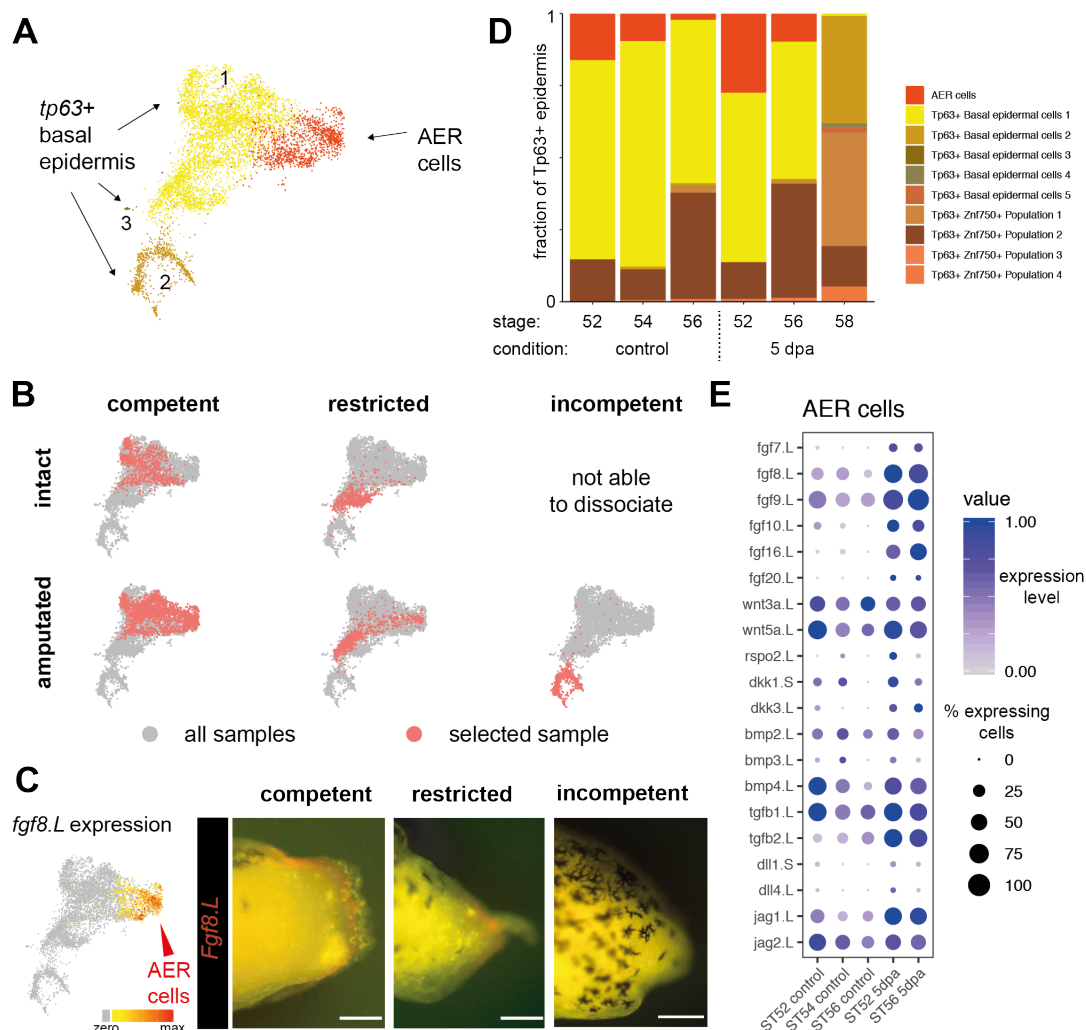 A
tp63+
basal
epidermis
1
3
2
AER
cells
D
fraction of Tp63+ epidermis
1
0
stage:
52
54
56
52
56
58
condition:
control
5 dpa
AER cells
Tp63+ Basal epidermal cells 1
Tp63+ Basal epidermal cells 2
Tp63+ Basal epidermal cells 3
Tp63+ Basal epidermal cells 4
Tp63+ Basal epidermal cells 5
Tp63+ Znf750+ Population 1
Tp63+ Znf750+ Population 2
Tp63+ Znf750+ Population 3
Tp63+ Znf750+ Population 4
B
competent
restricted
incompetent
intact
not able
to dissociate
amputated
all samples
selected sample
C
fgf8.L expression
AER
cells
zero
max
Fgf8.L
competent
restricted
incompetent
E
AER cells
fgf7.L
fgf8.L
fgf9.L
fgf10.L
fgf16.L
fgf20.L
wnt3a.L
wnt5a.L
rspo2.L
dkk1.S
dkk3.L
bmp2.L
bmp3.L
bmp4.L
tgfb1.L
tgfb2.L
dll1.S
dll4.L
jag1.L
jag2.L
ST52 control
ST54 control
ST56 control
ST52 5dpa
ST56 5dpa
value
1.00
expression
level
0.00
% expressing
cells
0
25
50
75
100